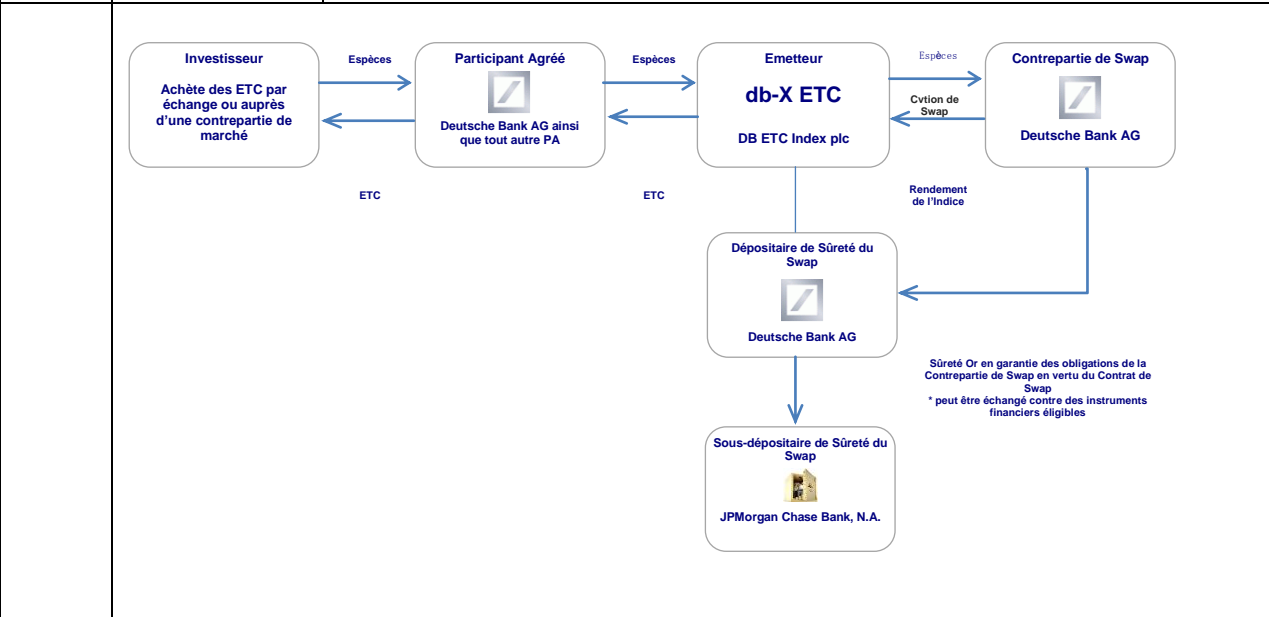 Investisseur
Achète des ETC par
échange ou auprès
d'une contrepartie de
marché
Espèces
Participant Agréé
Deutsche Bank AG ainsi
que tout autre PA
Espèces
Emetteur
db-X ETC
DB ETC Index plc
Espèces
Cvtion de
Swap
Contrepartie de Swap
Deutsche Bank AG
ETC
ETC
Rendement
de l'Indice
Dépositaire de Sûreté du
Swap
Deutsche Bank AG
Sûreté Or en garantie des obligations de la
Contrepartie de Swap en vertu du Contrat de
Swap
* peut être échangé contre des instruments
financiers éligibles
Sous-dépositaire de Sûreté du
Swap
JPMorgan Chase Bank, N.A.